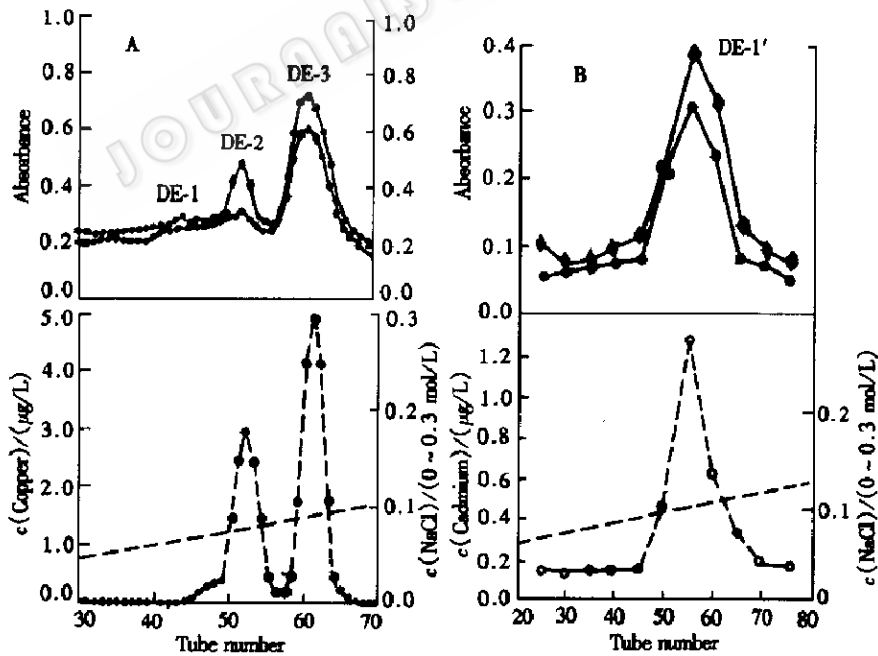 JOURNALS
A
DE-1
DE-2
DE-3
Absorbance
1.0
0.8
0.6
0.4
0.2
0.0
1.0
0.8
0.6
0.4
0.2
0.0
B
DE-1′
Absorbance
0.4
0.3
0.2
0.1
0.0
c(Copper)/(μg/L)
5.0
4.0
3.0
2.0
1.0
0.0
0.3
0.2
0.1
0.0
c(NaCl)/(0~0.3 mol/L)
30 40 50 60 70
Tube number
c(Cadmium)/(μg/L)
1.2
1.0
0.8
0.6
0.4
0.2
0.0
0.2
0.1
0
c(NaCl)/(0~0.3 mol/L)
20 30 40 50 60 70 80
Tube number